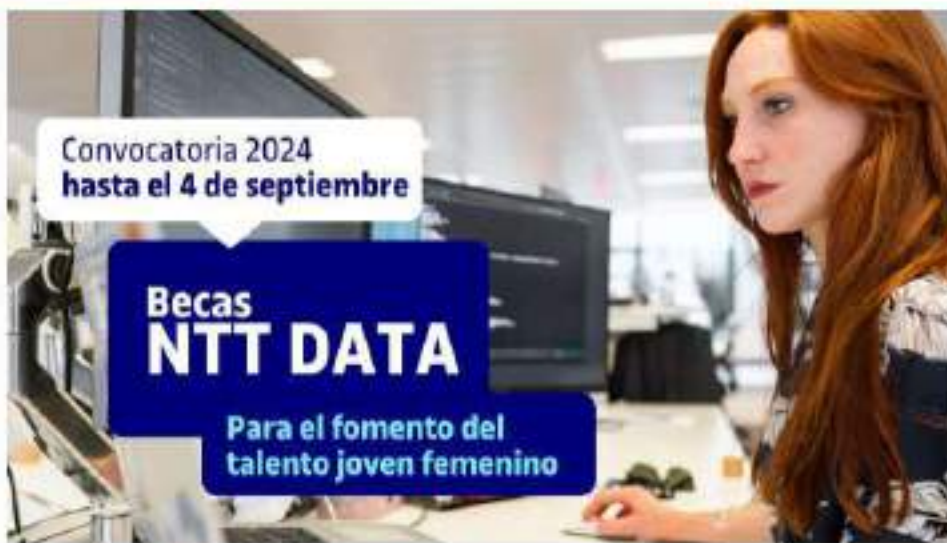 Convocatoria 2024
hasta el 4 de septiembre
Becas
NTT DATA
Para el fomento del
talento joven femenino